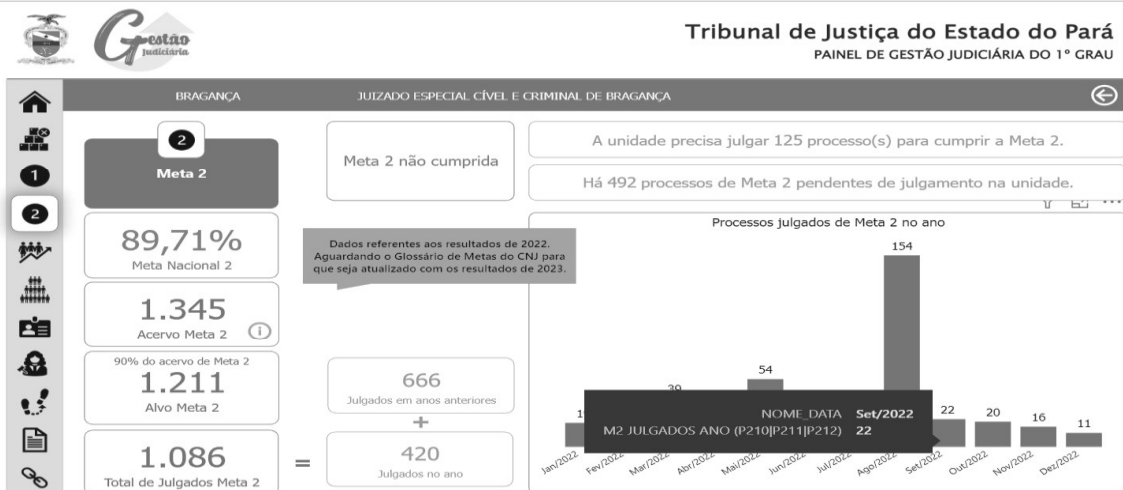 Gestão
Judiciária
Tribunal de Justiça do Estado do Pará
PAINEL DE GESTÃO JUDICIÁRIA DO 1º GRAU
BRAGANÇA
JUIZADO ESPECIAL CÍVEL E CRIMINAL DE BRAGANÇA
1
2
2
Meta 2
Meta 2 não cumprida
A unidade precisa julgar 125 processo(s) para cumprir a Meta 2.
Há 492 processos de Meta 2 pendentes de julgamento na unidade.
89,71%
Meta Nacional 2
Dados referentes aos resultados de 2022.
Aguardando o Glossário de Metas do CNJ para
que seja atualizado com os resultados de 2023.
1.345
Acervo Meta 2
90% do acervo de Meta 2
1.211
Alvo Meta 2
1.086
Total de Julgados Meta 2
=
666
Julgados em anos anteriores
+
420
Julgados no ano
Processos julgados de Meta 2 no ano
154
54
39
22
20
16
11
NOME_DATA Set/2022
M2 JULGADOS ANO (P210|P211|P212) 22
Jan/2022
Fev/2022
Mar/2022
Abr/2022
Mai/2022
Jun/2022
Jul/2022
Ago/2022
Set/2022
Out/2022
Nov/2022
Dez/2022